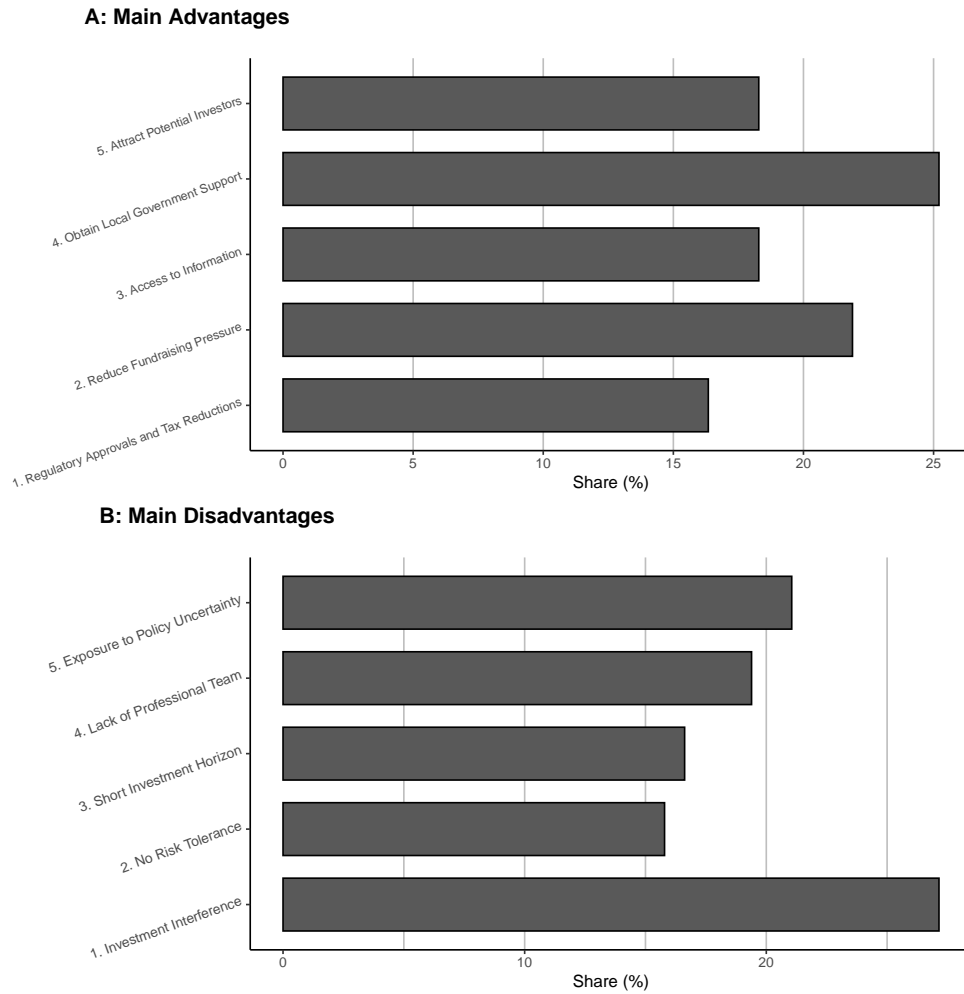 A: Main Advantages
5. Attract Potential Investors
4. Obtain Local Government Support
3. Access to Information
2. Reduce Fundraising Pressure
1. Regulatory Approvals and Tax Reductions
0 5 10 15 20 25
Share (%)
B: Main Disadvantages
5. Exposure to Policy Uncertainty
4. Lack of Professional Team
3. Short Investment Horizon
2. No Risk Tolerance
1. Investment Interference
0 10 20
Share (%)